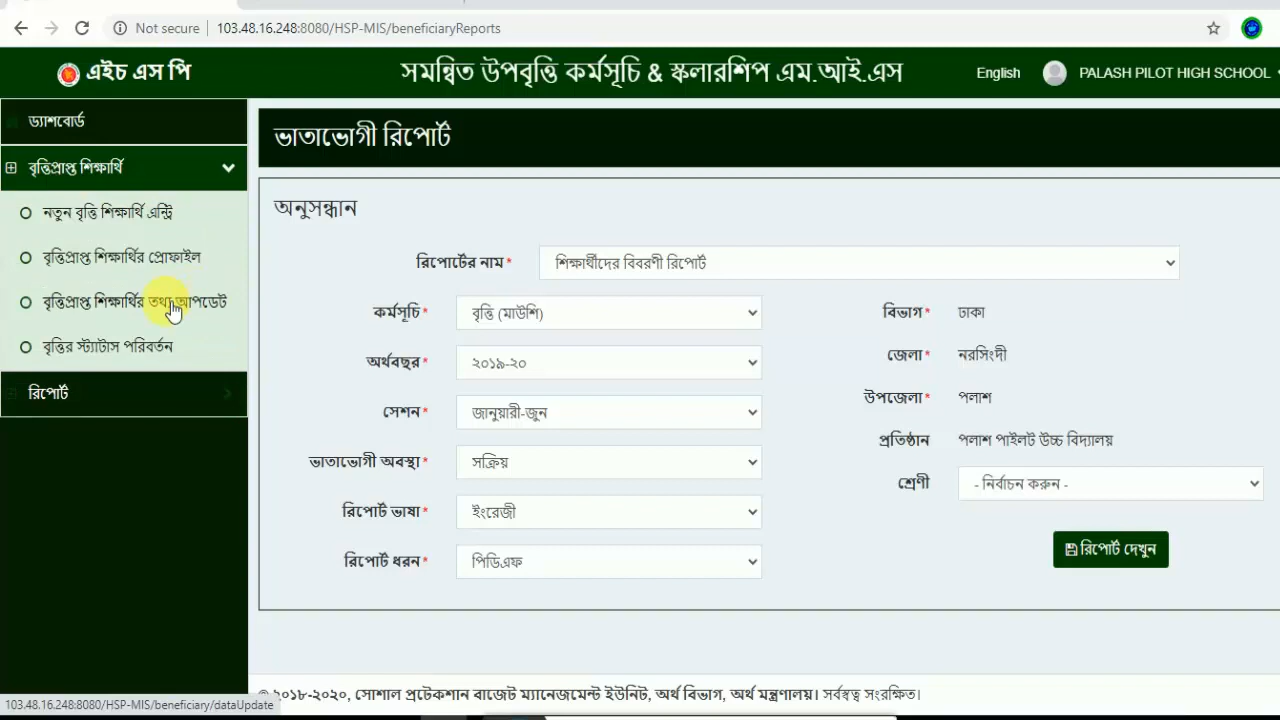 Not secure | 103.48.16.248:8080/HSP-MIS/beneficiaryReports
এইচ এস পি
সমন্বিত উপবৃত্তি কর্মসূচি & স্কলারশিপ এম.আই.এস
English
PALASH PILOT HIGH SCHOOL
ড্যাশবোর্ড
বৃত্তিপ্রাপ্ত শিক্ষার্থি
নতুন বৃত্তি শিক্ষার্থি এন্ট্রি
বৃত্তিপ্রাপ্ত শিক্ষার্থির প্রোফাইল
বৃত্তিপ্রাপ্ত শিক্ষার্থির তথ্য আপডেট
বৃত্তির স্ট্যাটাস পরিবর্তন
রিপোর্ট
ভাতাভোগী রিপোর্ট
অনুসন্ধান
রিপোর্টের নাম* শিক্ষার্থীদের বিবরণী রিপোর্ট
কর্মসূচি* বৃত্তি (মাউশি)
অর্থবছর* ২০১৯-২০
সেশন* জানুয়ারী-জুন
ভাতাভোগী অবস্থা* সক্রিয়
রিপোর্ট ভাষা* ইংরেজী
রিপোর্ট ধরন* পিডিএফ
বিভাগ* ঢাকা
জেলা* নরসিংদী
উপজেলা* পলাশ
প্রতিষ্ঠান পলাশ পাইলট উচ্চ বিদ্যালয়
শ্রেণী - নির্বাচন করুন -
রিপোর্ট দেখুন
© ২০১৮-২০২০, সোশাল প্রটেকশান বাজেট ম্যানেজমেন্ট ইউনিট, অর্থ বিভাগ, অর্থ মন্ত্রণালয়। সর্বস্বত্ব সংরক্ষিত।
103.48.16.248:8080/HSP-MIS/beneficiary/dataUpdate